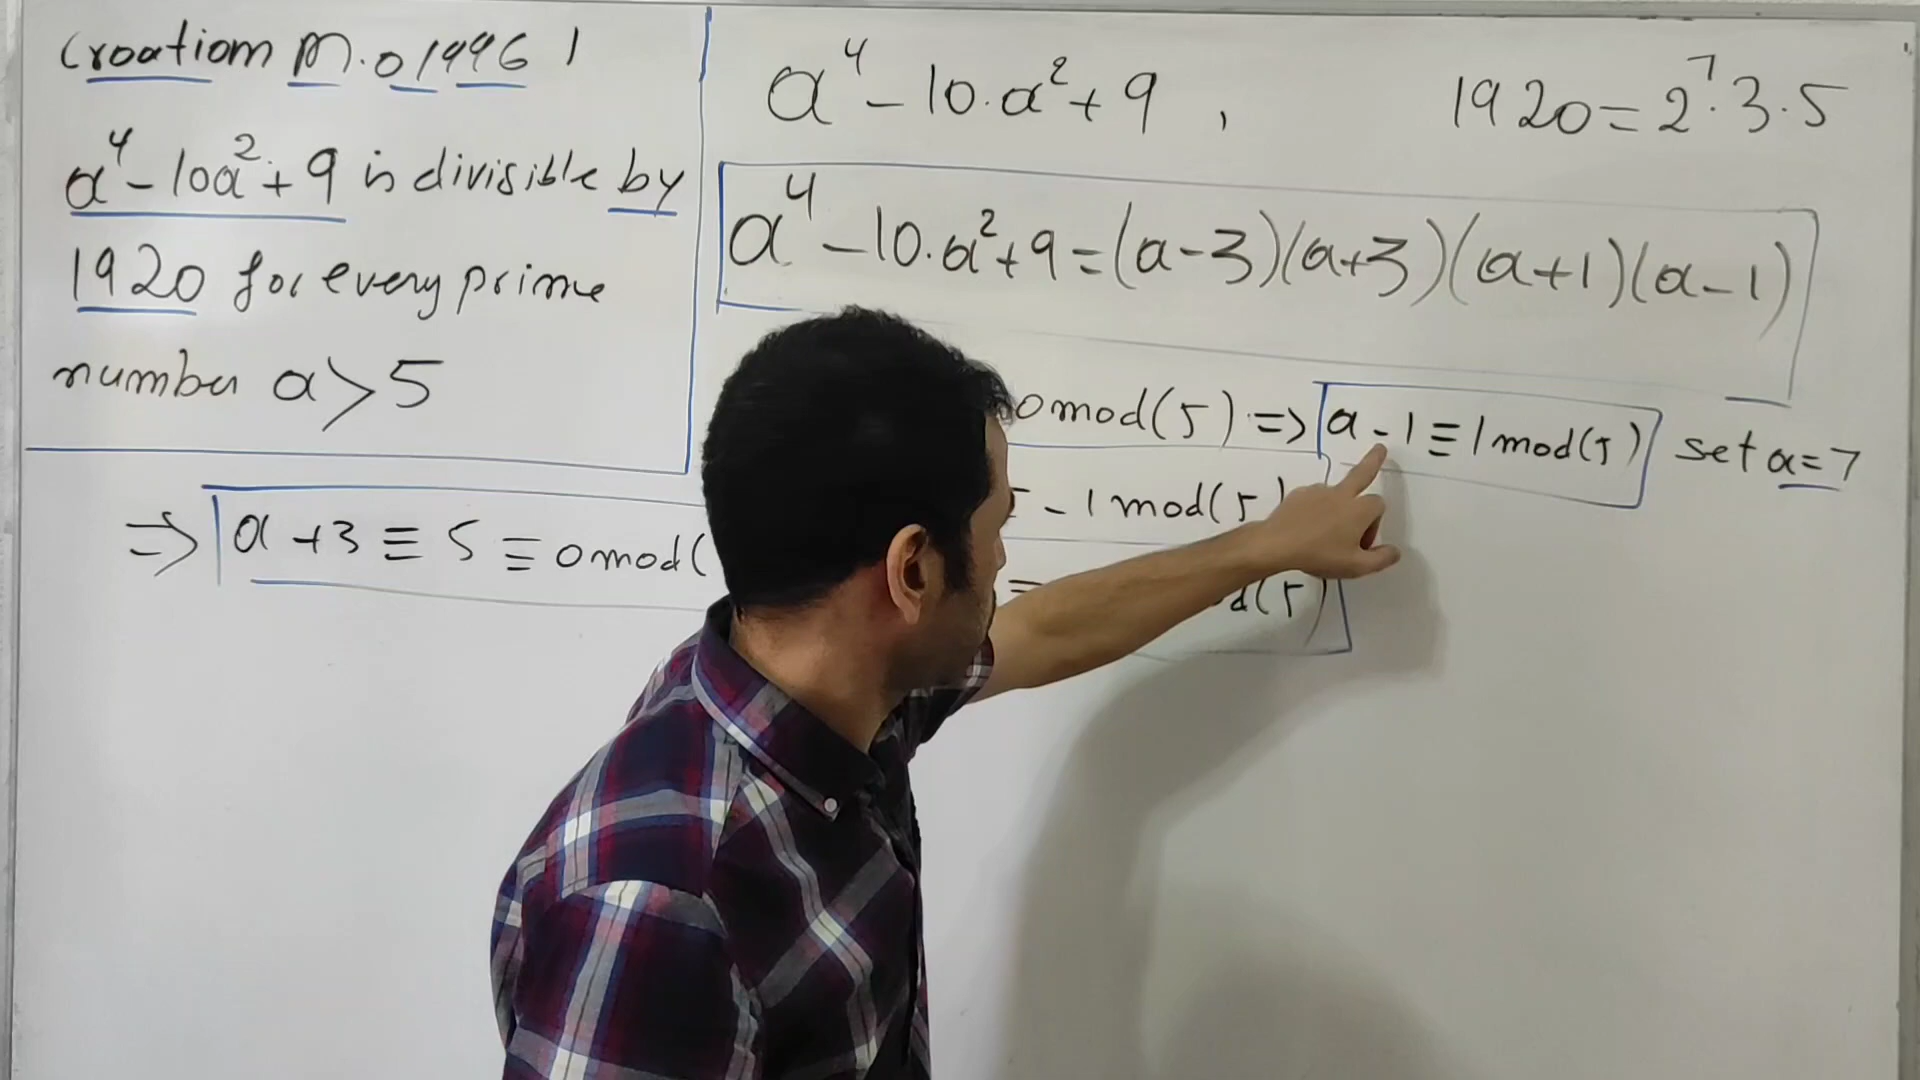 Croatiom M.O 1996
a⁴ - 10a² + 9 is divisible by
1920 for every prime
number a > 5
a⁴ - 10.a² + 9 , 1920 = 2⁷.3.5
a⁴ - 10.a² + 9 = (a-3)(a+3)(a+1)(a-1)
0 mod(5) => a - 1 ≡ 1 mod(5) set a = 7
- 1 mod(5)
=> a + 3 ≡ 5 ≡ 0 mod(